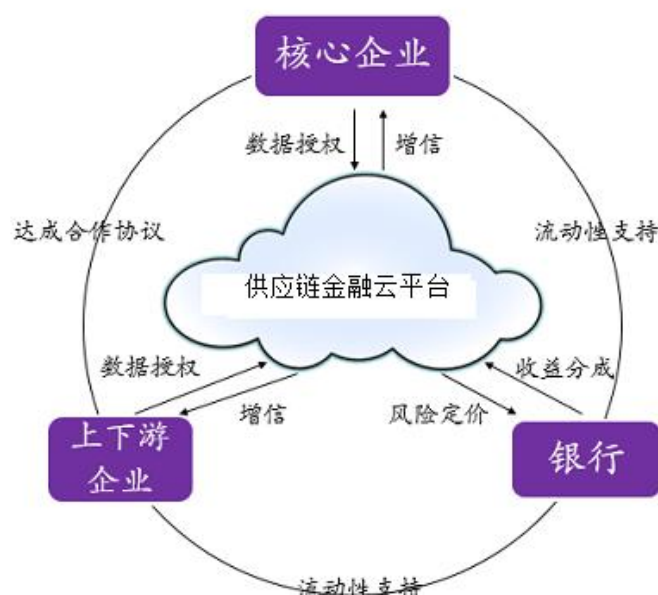 核心企业
数据授权
增信
达成合作协议
流动性支持
供应链金融云平台
数据授权
收益分成
增信
风险定价
上下游
企业
银行
流动性支持